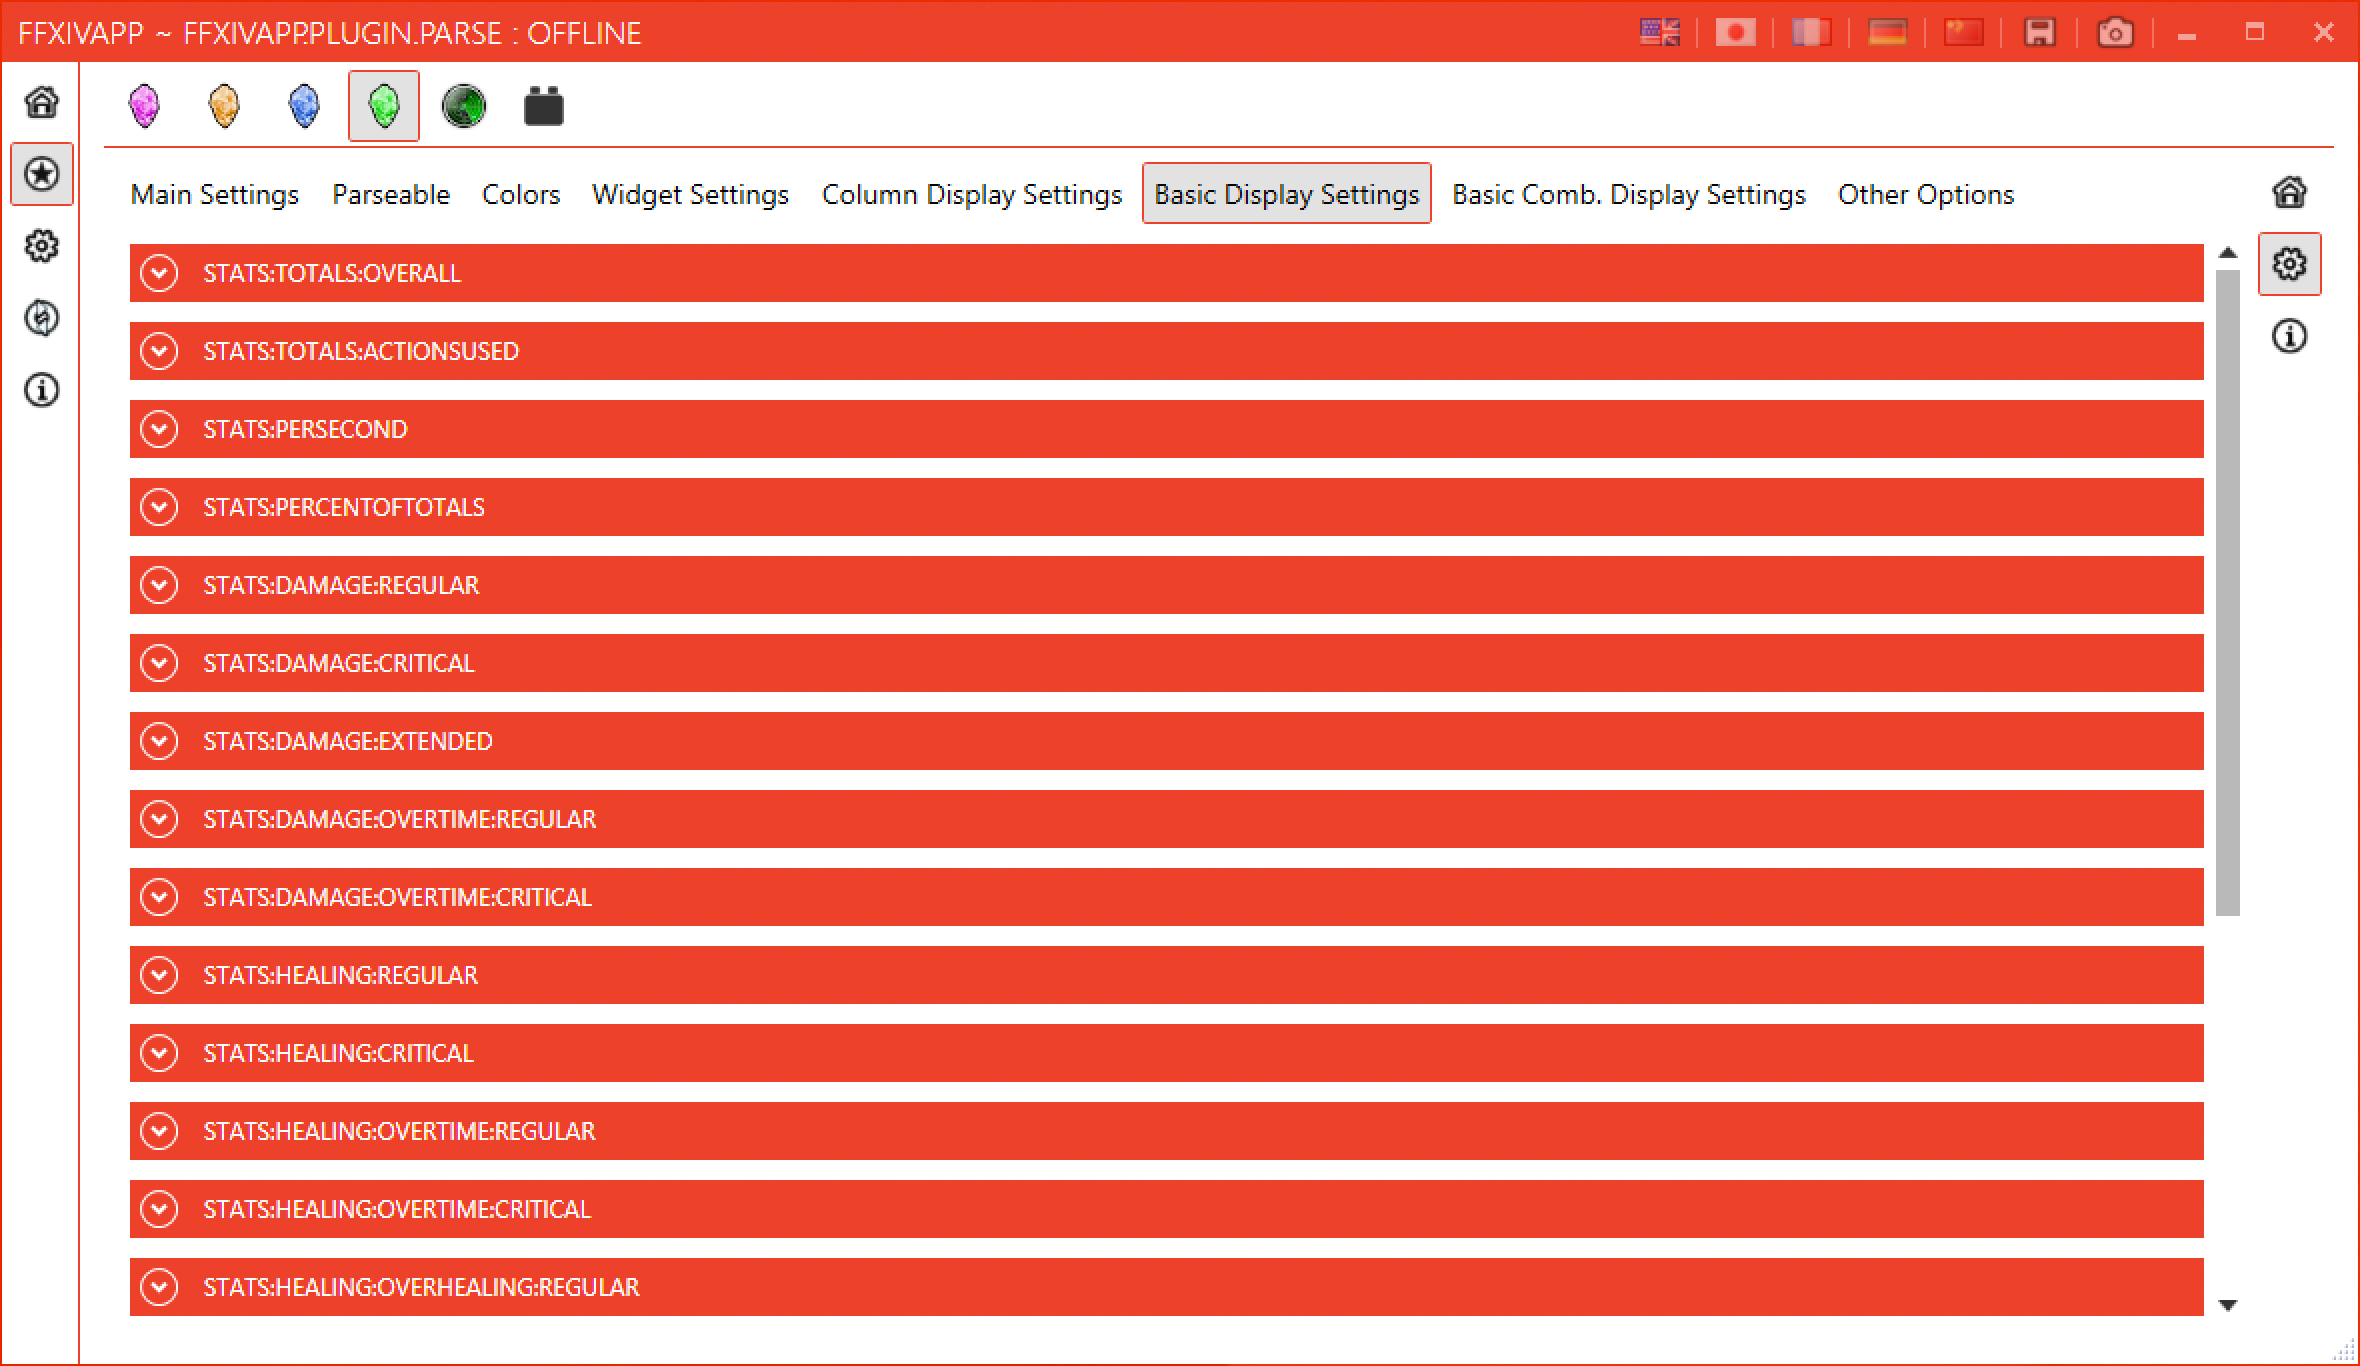 FFXIVAPP ~ FFXIVAPP.PLUGIN.PARSE : OFFLINE
Main Settings Parseable Colors Widget Settings Column Display Settings Basic Display Settings Basic Comb. Display Settings Other Options
STATS:TOTALS:OVERALL
STATS:TOTALS:ACTIONSUSED
STATS:PERSECOND
STATS:PERCENTOFTOTALS
STATS:DAMAGE:REGULAR
STATS:DAMAGE:CRITICAL
STATS:DAMAGE:EXTENDED
STATS:DAMAGE:OVERTIME:REGULAR
STATS:DAMAGE:OVERTIME:CRITICAL
STATS:HEALING:REGULAR
STATS:HEALING:CRITICAL
STATS:HEALING:OVERTIME:REGULAR
STATS:HEALING:OVERTIME:CRITICAL
STATS:HEALING:OVERHEALING:REGULAR